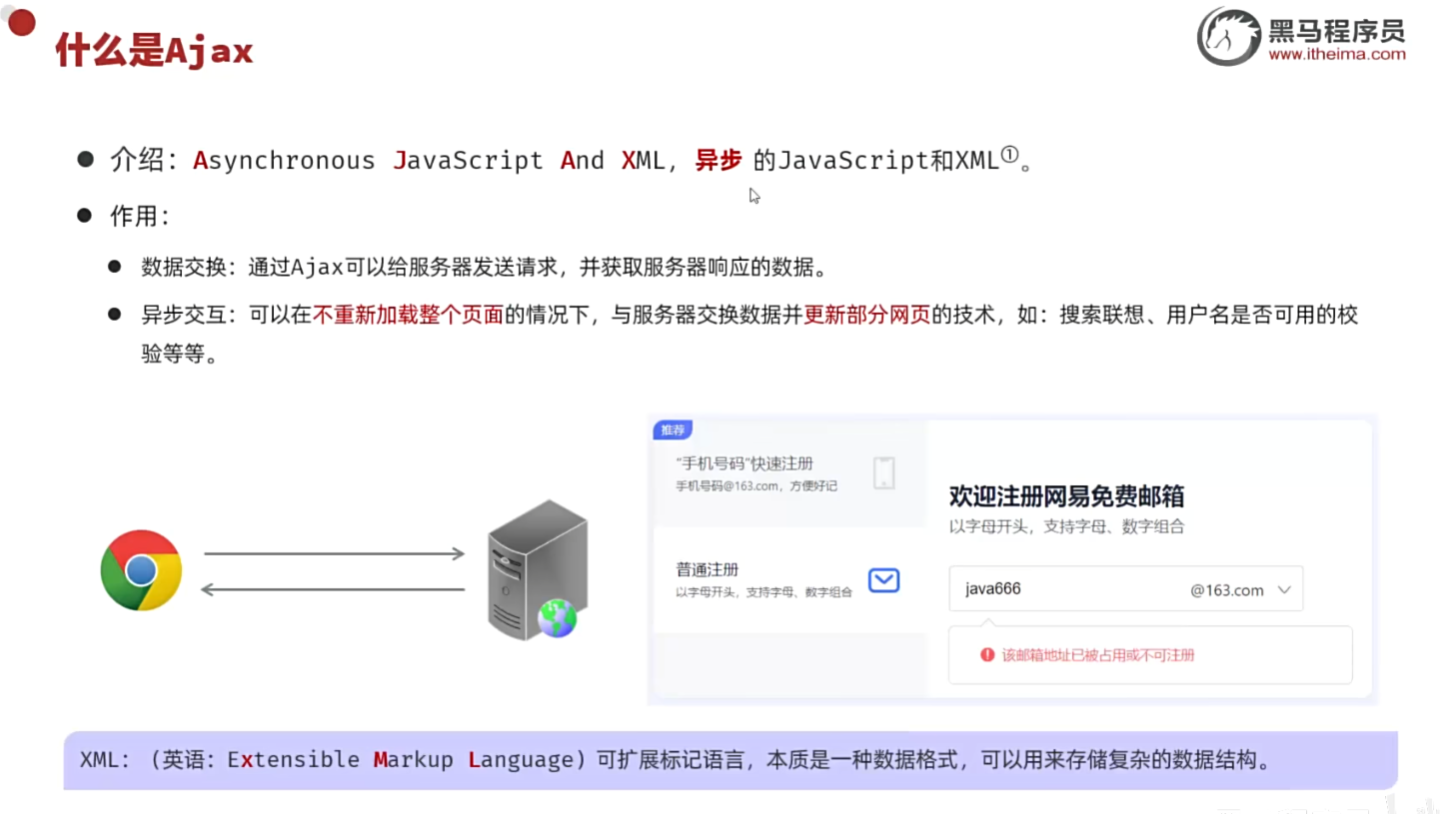 什么是Ajax
黑马程序员
www.itheima.com
介绍：Asynchronous JavaScript And XML，异步 的JavaScript和XML①。
作用：
数据交换：通过Ajax可以给服务器发送请求，并获取服务器响应的数据。
异步交互：可以在不重新加载整个页面的情况下，与服务器交换数据并更新部分网页的技术，如：搜索联想、用户名是否可用的校
验等等。
推荐
“手机号码”快速注册
手机号码@163.com，方便好记
普通注册
以字母开头，支持字母、数字组合
欢迎注册网易免费邮箱
以字母开头，支持字母、数字组合
java666 @163.com
该邮箱地址已被占用或不可注册
XML：（英语：Extensible Markup Language）可扩展标记语言，本质是一种数据格式，可以用来存储复杂的数据结构。